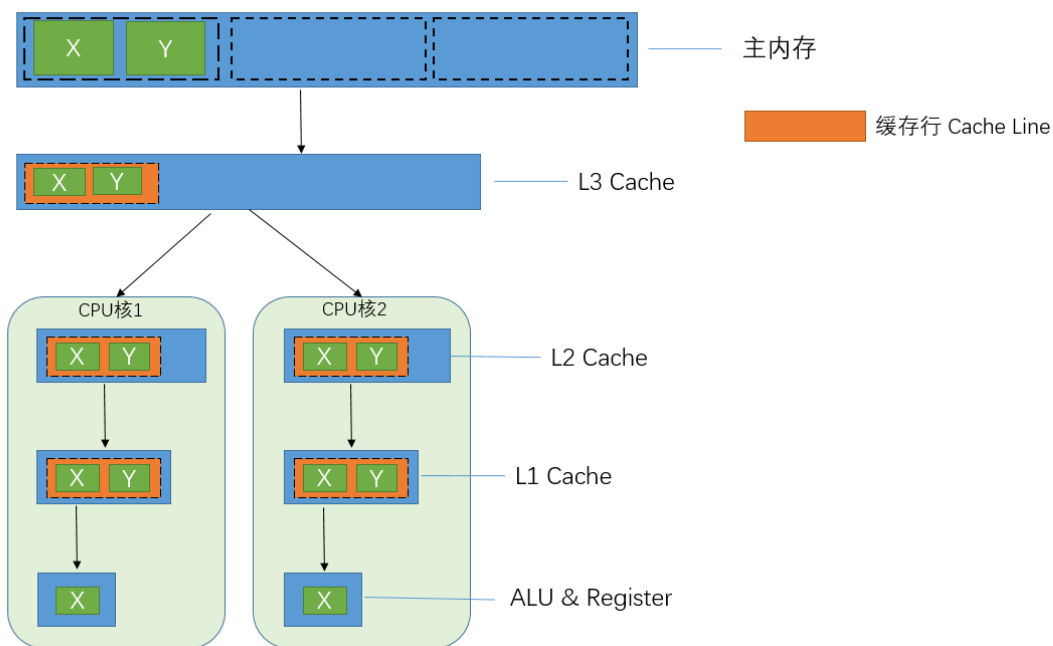 X Y
主内存
缓存行 Cache Line
X Y
L3 Cache
CPU核1
CPU核2
X Y
X Y
L2 Cache
X Y
X Y
L1 Cache
X
X
ALU & Register